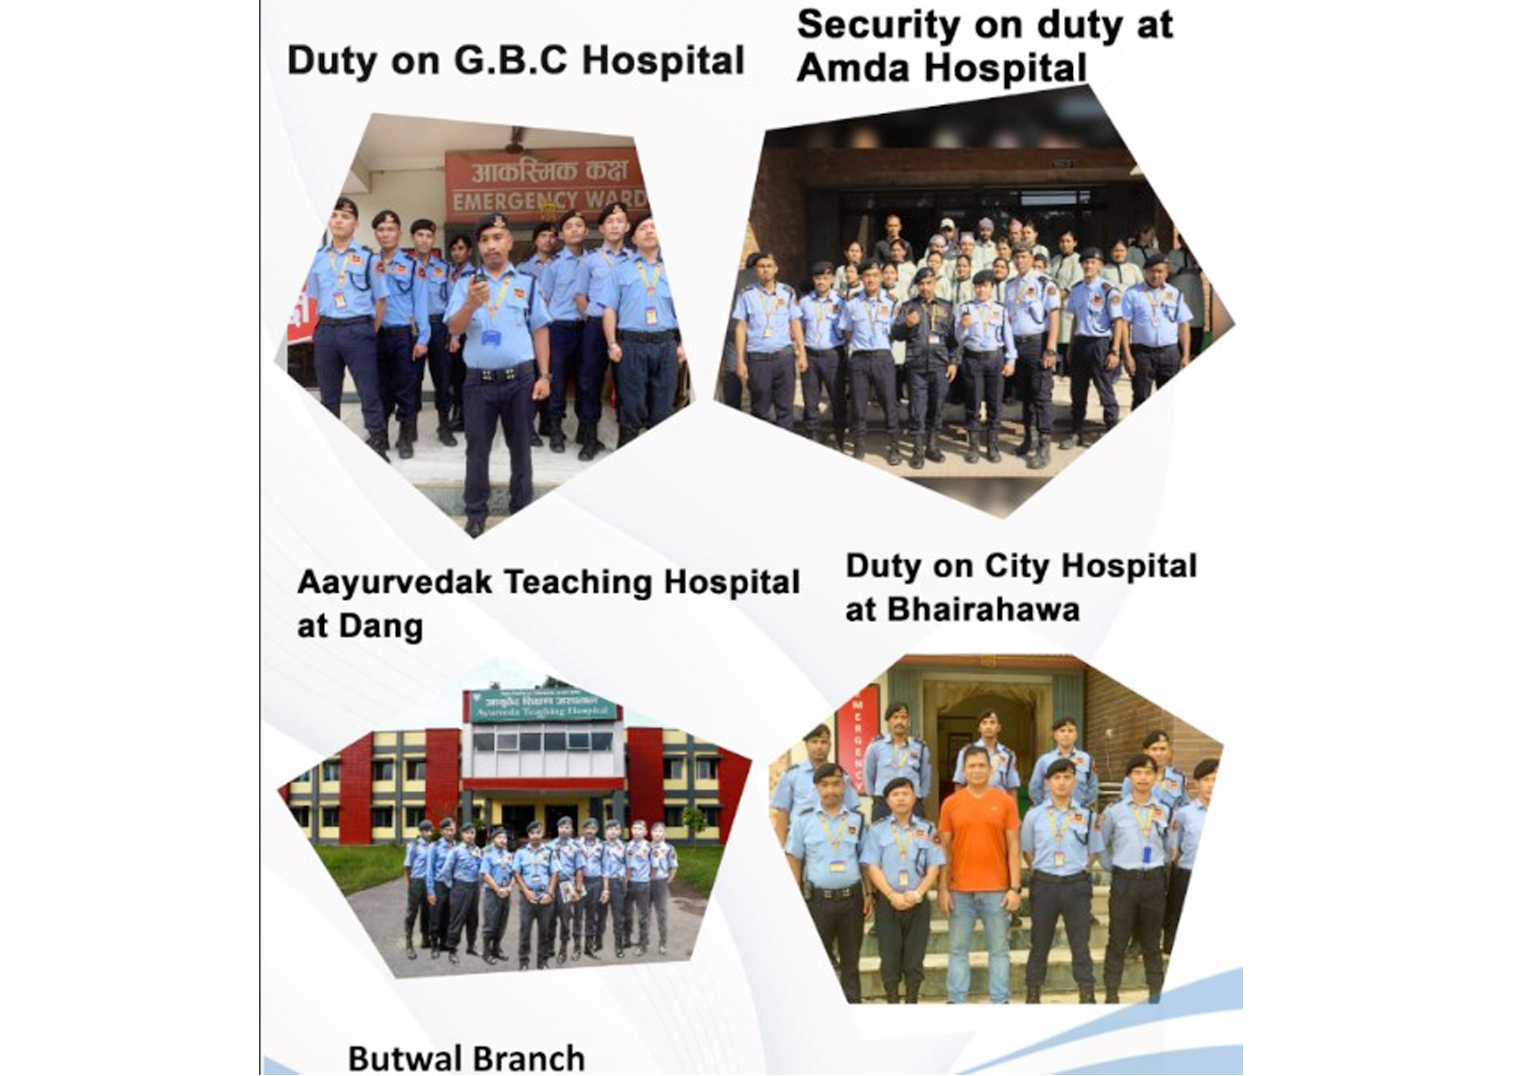 Duty on G.B.C Hospital
Security on duty at
Amda Hospital
आकस्मिक कक्ष
EMERGENCY WARD
Aayurvedak Teaching Hospital
at Dang
Duty on City Hospital
at Bhairahawa
आयुर्वेद शिक्षण अस्पताल
Ayurveda Teaching Hospital
MERGENCY
Butwal Branch